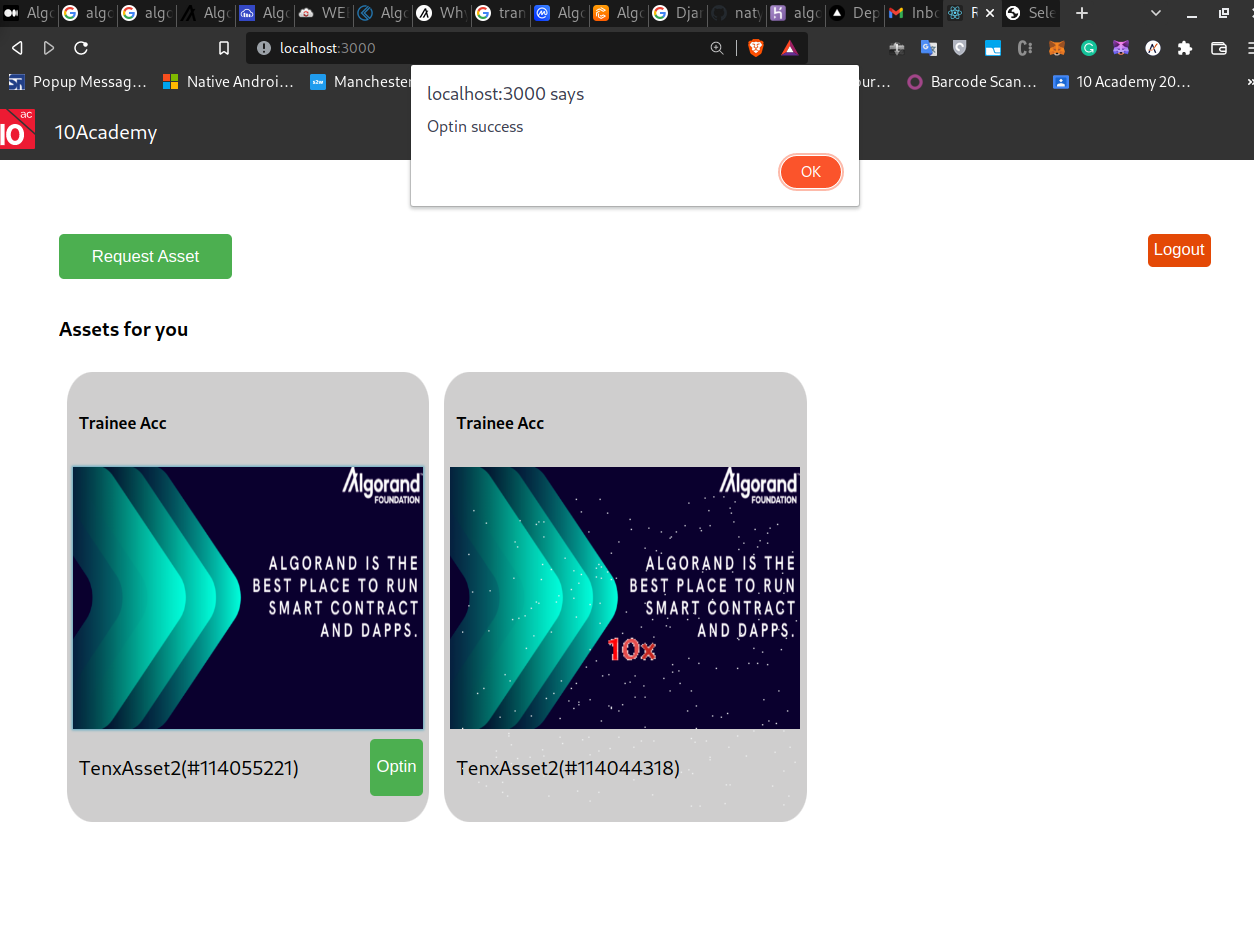 Algo
algo
algo
Algo
Algo
WEI
Algo
Why
tran
Algo
Algo
Djan
naty
algo
Dep
Inbo
Sele
localhost:3000
Popup Messag...
Native Androi...
Manchester
our...
Barcode Scan...
10 Academy 20...
localhost:3000 says
Optin success
OK
ac
10
10Academy
Request Asset
Logout
Assets for you
Trainee Acc
Algorand
FOUNDATION
ALGORAND IS THE
BEST PLACE TO RUN
SMART CONTRACT
AND DAPPS.
TenxAsset2(#114055221)
Optin
Trainee Acc
Algorand
FOUNDATION
ALGORAND IS THE
BEST PLACE TO RUN
SMART CONTRACT
AND DAPPS.
10x
TenxAsset2(#114044318)